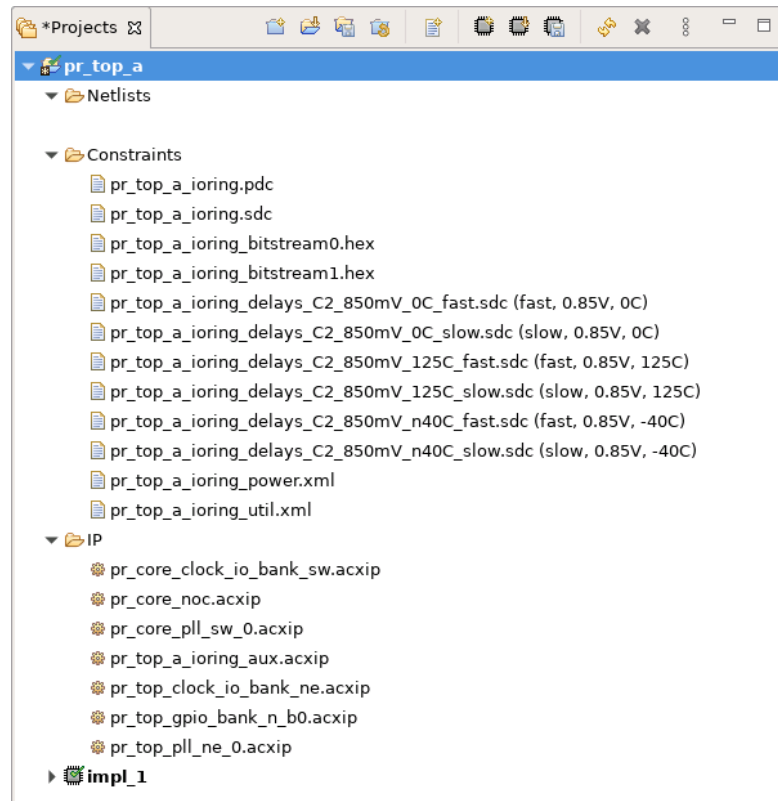 *Projects
pr_top_a
Netlists
Constraints
pr_top_a_ioring.pdc
pr_top_a_ioring.sdc
pr_top_a_ioring_bitstream0.hex
pr_top_a_ioring_bitstream1.hex
pr_top_a_ioring_delays_C2_850mV_0C_fast.sdc (fast, 0.85V, 0C)
pr_top_a_ioring_delays_C2_850mV_0C_slow.sdc (slow, 0.85V, 0C)
pr_top_a_ioring_delays_C2_850mV_125C_fast.sdc (fast, 0.85V, 125C)
pr_top_a_ioring_delays_C2_850mV_125C_slow.sdc (slow, 0.85V, 125C)
pr_top_a_ioring_delays_C2_850mV_n40C_fast.sdc (fast, 0.85V, -40C)
pr_top_a_ioring_delays_C2_850mV_n40C_slow.sdc (slow, 0.85V, -40C)
pr_top_a_ioring_power.xml
pr_top_a_ioring_util.xml
IP
pr_core_clock_io_bank_sw.acxip
pr_core_noc.acxip
pr_core_pll_sw_0.acxip
pr_top_a_ioring_aux.acxip
pr_top_clock_io_bank_ne.acxip
pr_top_gpio_bank_n_b0.acxip
pr_top_pll_ne_0.acxip
impl_1